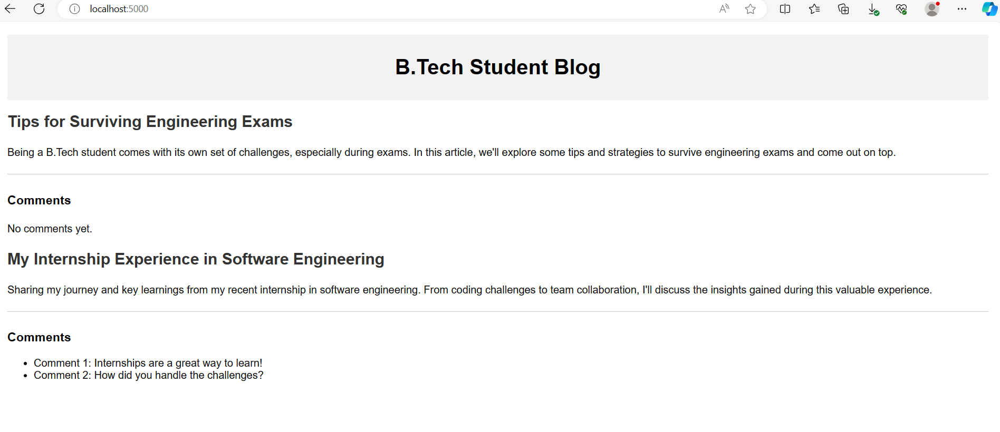 localhost:5000
B.Tech Student Blog
Tips for Surviving Engineering Exams
Being a B.Tech student comes with its own set of challenges, especially during exams. In this article, we'll explore some tips and strategies to survive engineering exams and come out on top.
Comments
No comments yet.
My Internship Experience in Software Engineering
Sharing my journey and key learnings from my recent internship in software engineering. From coding challenges to team collaboration, I'll discuss the insights gained during this valuable experience.
Comments
• Comment 1: Internships are a great way to learn!
• Comment 2: How did you handle the challenges?